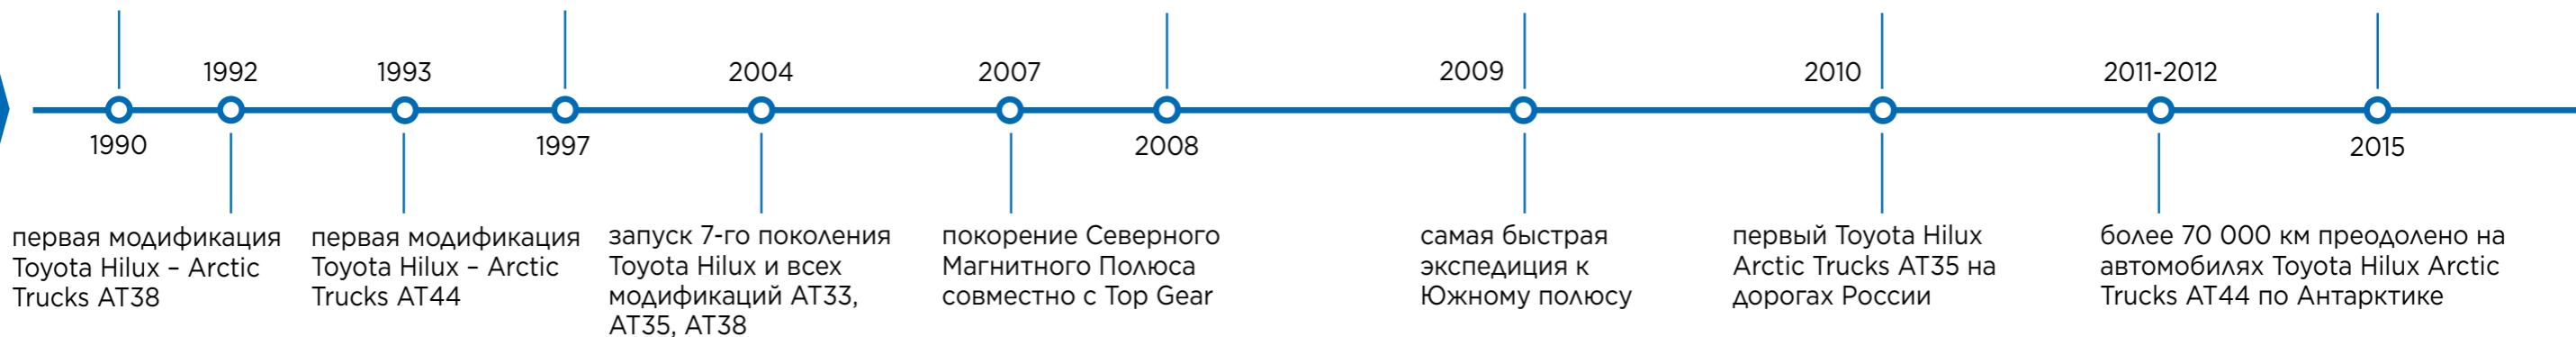 1990
1992
первая модификация
Toyota Hilux – Arctic
Trucks AT38
1993
первая модификация
Toyota Hilux – Arctic
Trucks AT44
1997
2004
запуск 7-го поколения
Toyota Hilux и всех
модификаций AT33,
AT35, AT38
2007
покорение Северного
Магнитного Полюса
совместно с Top Gear
2008
2009
самая быстрая
экспедиция к
Южному полюсу
2010
первый Toyota Hilux
Arctic Trucks AT35 на
дорогах России
2011-2012
более 70 000 км преодолено на
автомобилях Toyota Hilux Arctic
Trucks AT44 по Антарктике
2015